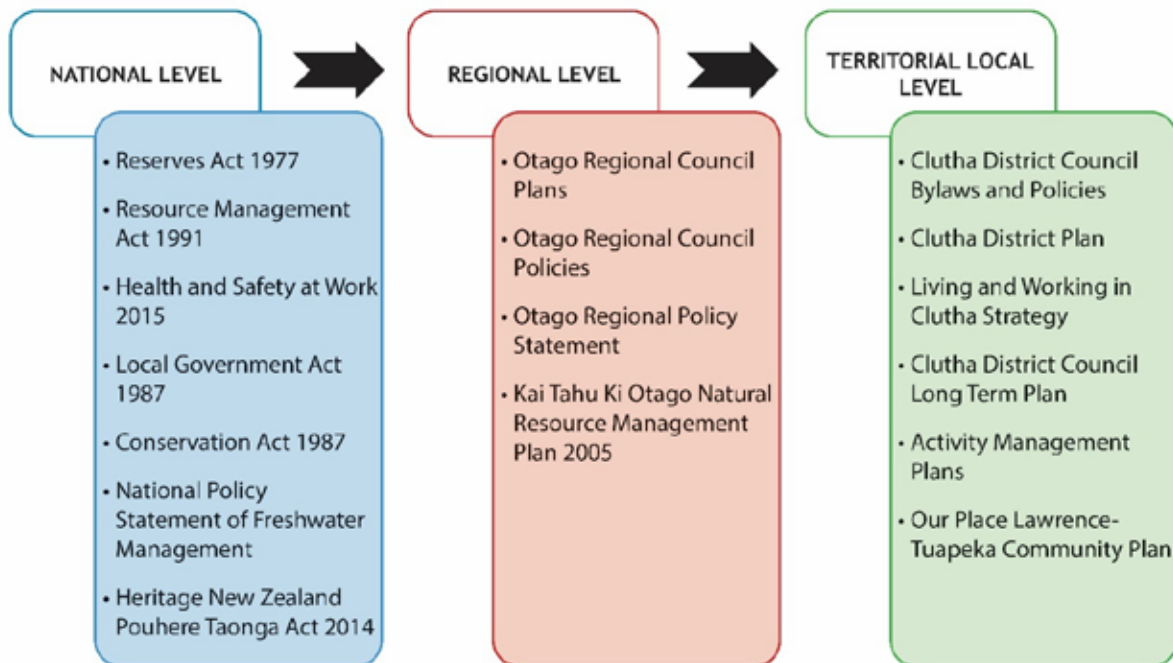 NATIONAL LEVEL
• Reserves Act 1977
• Resource Management
Act 1991
• Health and Safety at Work
2015
• Local Government Act
1987
• Conservation Act 1987
• National Policy
Statement of Freshwater
Management
• Heritage New Zealand
Pouhere Taonga Act 2014
REGIONAL LEVEL
• Otago Regional Council
Plans
• Otago Regional Council
Policies
• Otago Regional Policy
Statement
• Kai Tahu Ki Otago Natural
Resource Management
Plan 2005
TERRITORIAL LOCAL
LEVEL
• Clutha District Council
Bylaws and Policies
• Clutha District Plan
• Living and Working in
Clutha Strategy
• Clutha District Council
Long Term Plan
• Activity Management
Plans
• Our Place Lawrence-
Tuapeka Community Plan